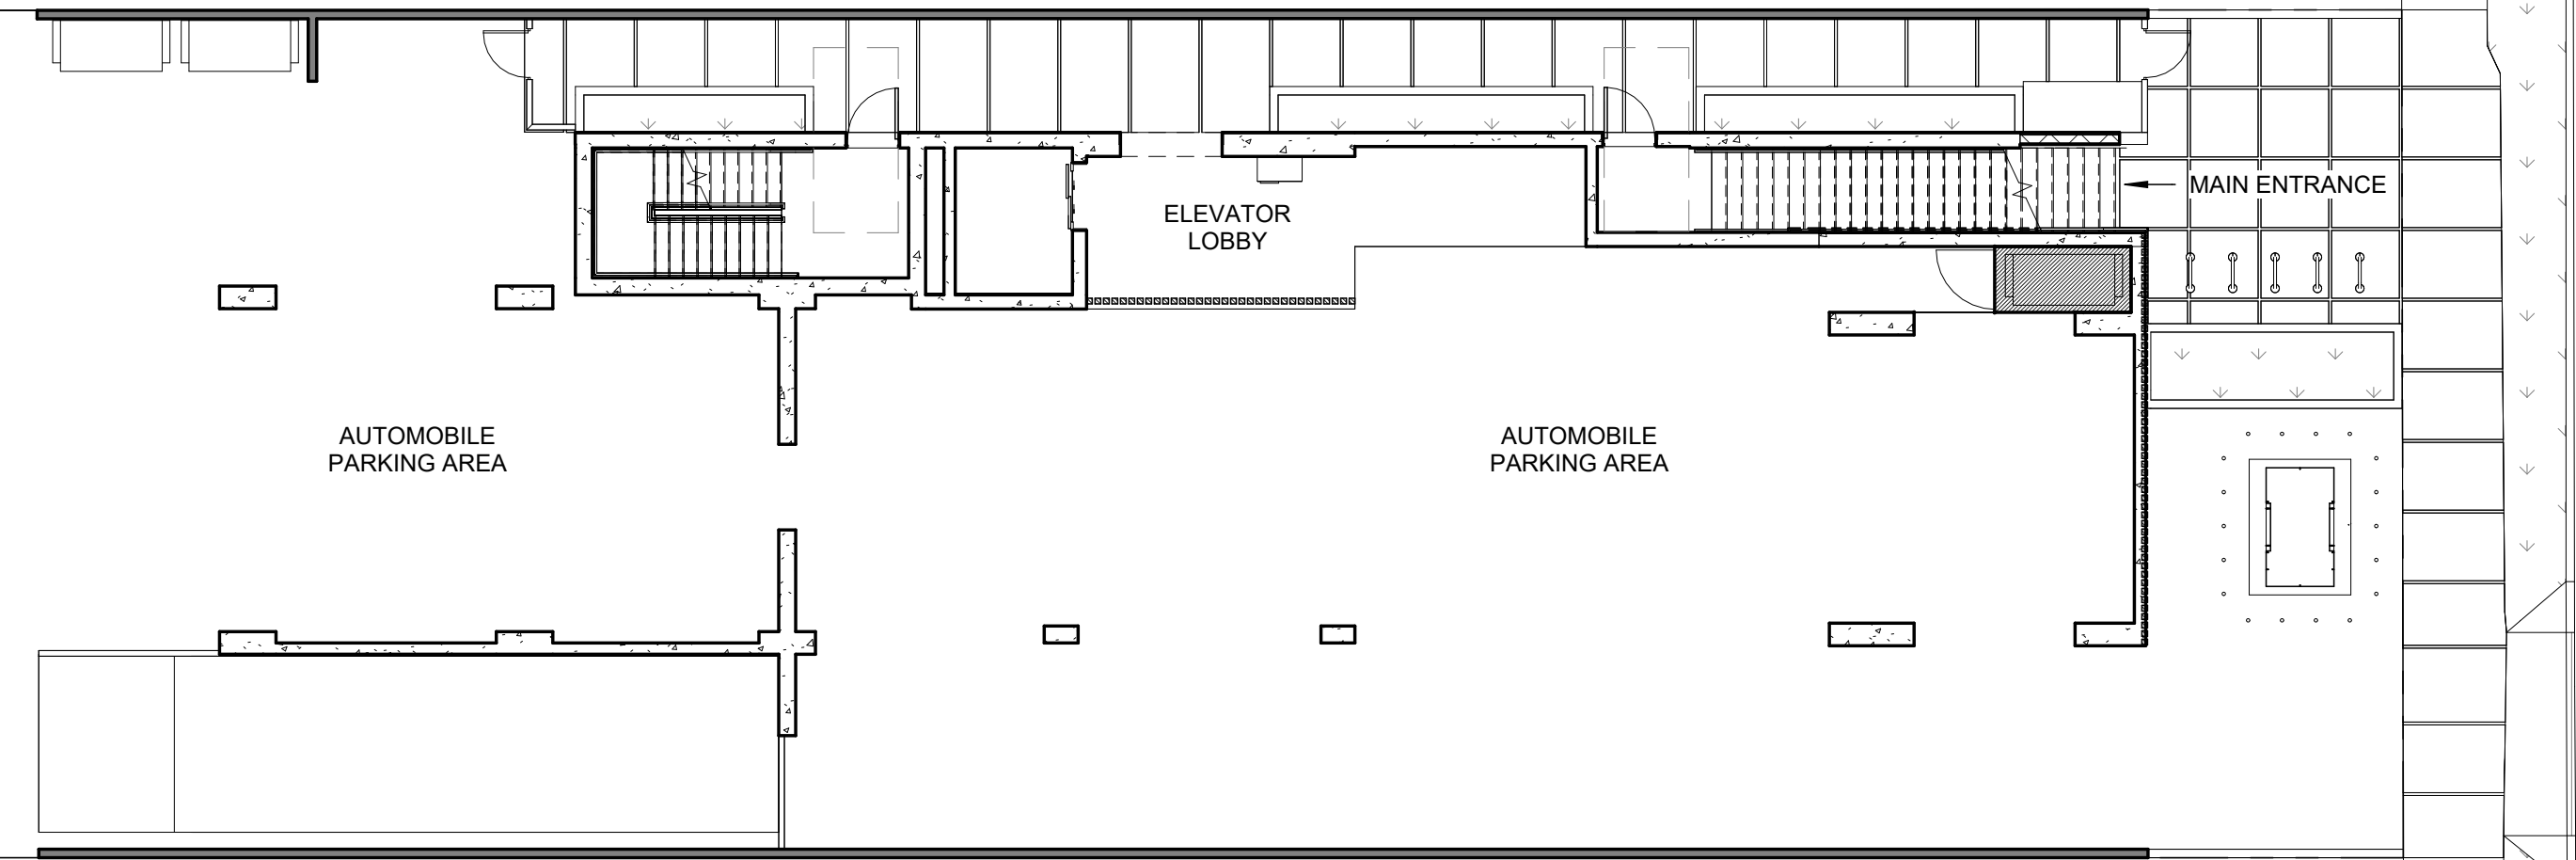 MAIN ENTRANCE
ELEVATOR
LOBBY
AUTOMOBILE
PARKING AREA
AUTOMOBILE
PARKING AREA